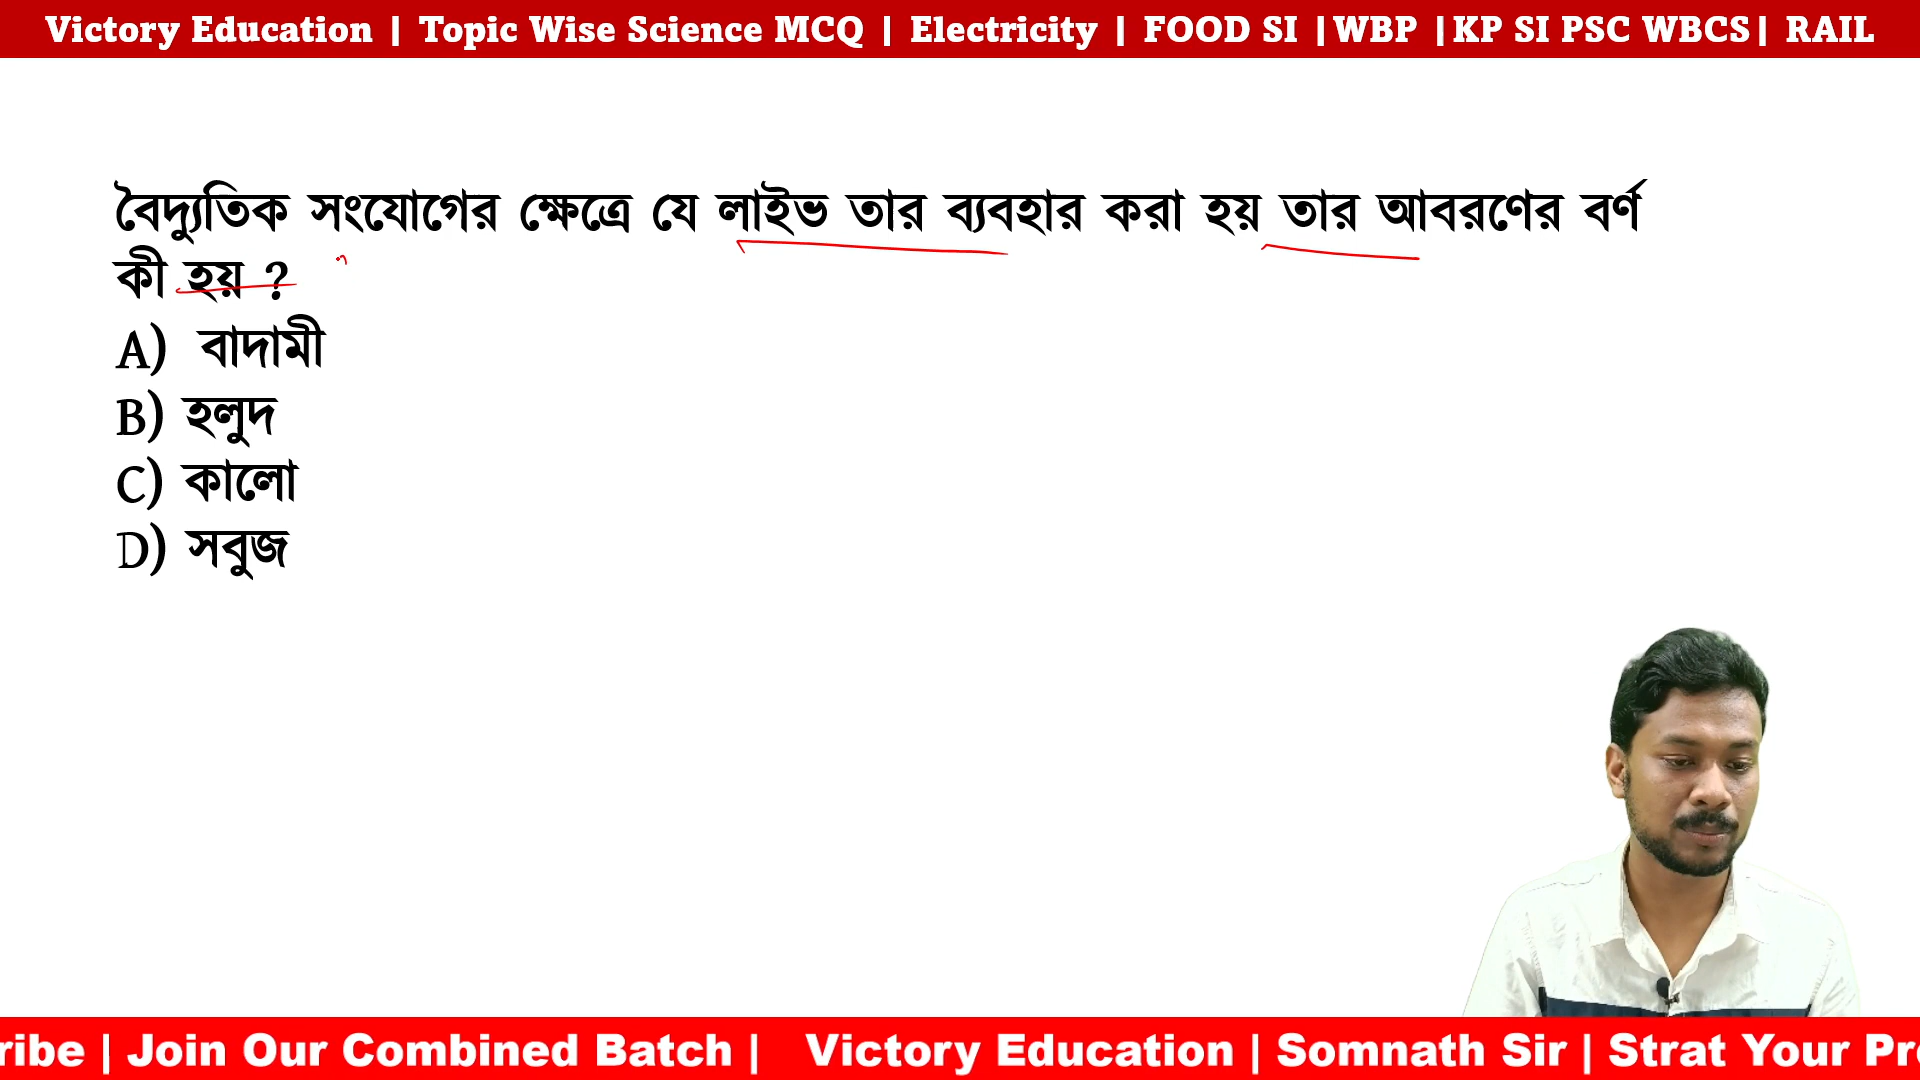 Victory Education | Topic Wise Science MCQ | Electricity | FOOD SI |WBP |KP SI PSC WBCS| RAIL
বৈদ্যুতিক সংযোগের ক্ষেত্রে যে লাইভ তার ব্যবহার করা হয় তার আবরণের বর্ণ
কী হয় ?
A) বাদামী
B) হলুদ
C) কালো
D) সবুজ
ribe | Join Our Combined Batch | Victory Education | Somnath Sir | Strat Your Pr